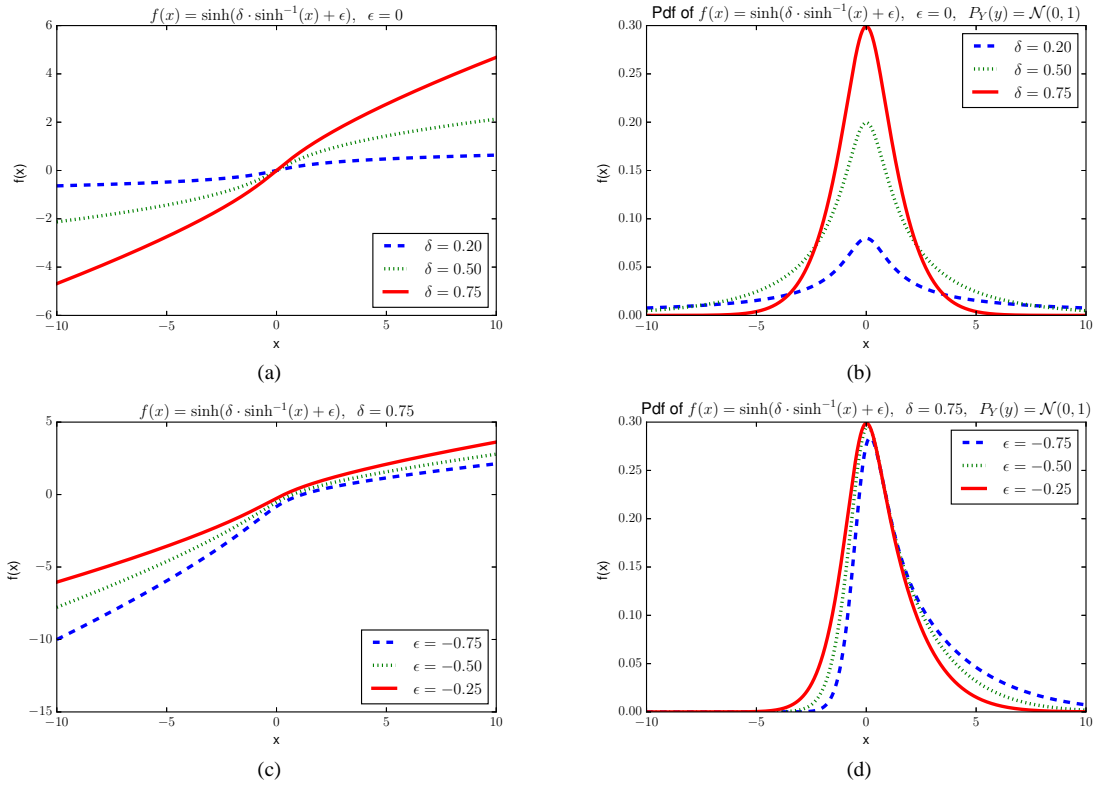 f(x) = sinh(δ · sinh⁻¹(x) + ϵ), ϵ = 0
6
4
2
0
−2
−4
−6
f(x)
−10
−5
0
5
10
x
δ = 0.20
δ = 0.50
δ = 0.75
(a)
Pdf of f(x) = sinh(δ · sinh⁻¹(x) + ϵ), ϵ = 0, P_Y(y) = 𝒩(0, 1)
0.30
0.25
0.20
0.15
0.10
0.05
0.00
f(x)
−10
−5
0
5
10
x
δ = 0.20
δ = 0.50
δ = 0.75
(b)
f(x) = sinh(δ · sinh⁻¹(x) + ϵ), δ = 0.75
5
0
−5
−10
−15
f(x)
−10
−5
0
5
10
x
ϵ = −0.75
ϵ = −0.50
ϵ = −0.25
(c)
Pdf of f(x) = sinh(δ · sinh⁻¹(x) + ϵ), δ = 0.75, P_Y(y) = 𝒩(0, 1)
0.30
0.25
0.20
0.15
0.10
0.05
0.00
f(x)
−10
−5
0
5
10
x
ϵ = −0.75
ϵ = −0.50
ϵ = −0.25
(d)